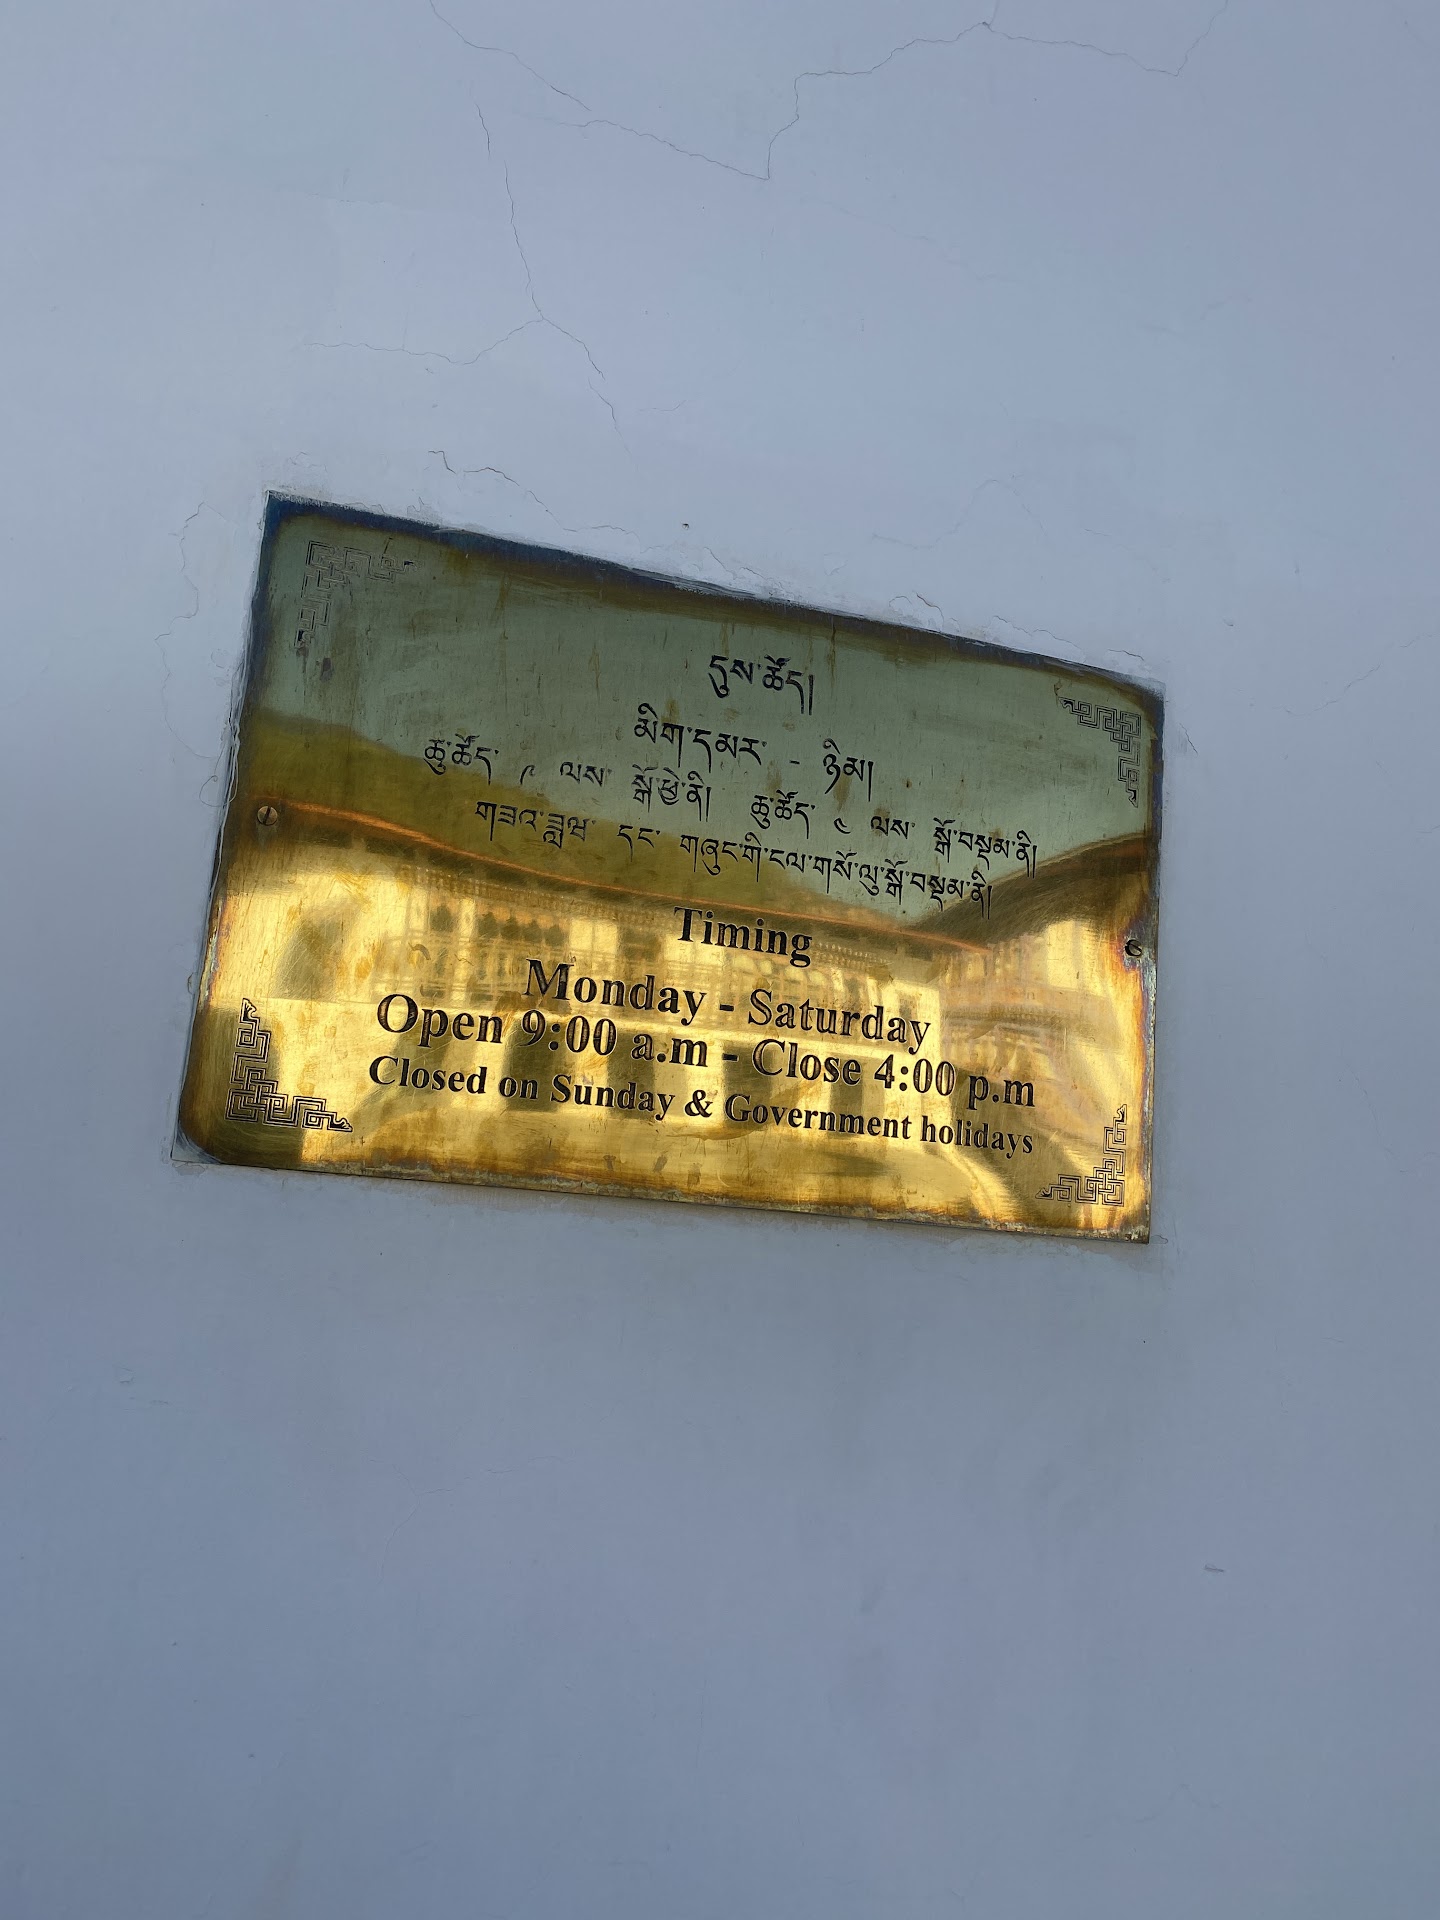 དུས་ཚོད།
མིག་དམར་ - ཉིམ།
ཆུ་ཚོད་ ༩ ལས་ སྒོ་ཕྱེ་ནི། ཆུ་ཚོད་ ༤ ལས་ སྒོ་བསྡམ་ནི།
གཟའ་ཟླཝ་ དང་ གཞུང་གི་ངལ་གསོ་ལུ་སྒོ་བསྡམ་ནི།
Timing
Monday - Saturday
Open 9:00 a.m - Close 4:00 p.m
Closed on Sunday & Government holidays